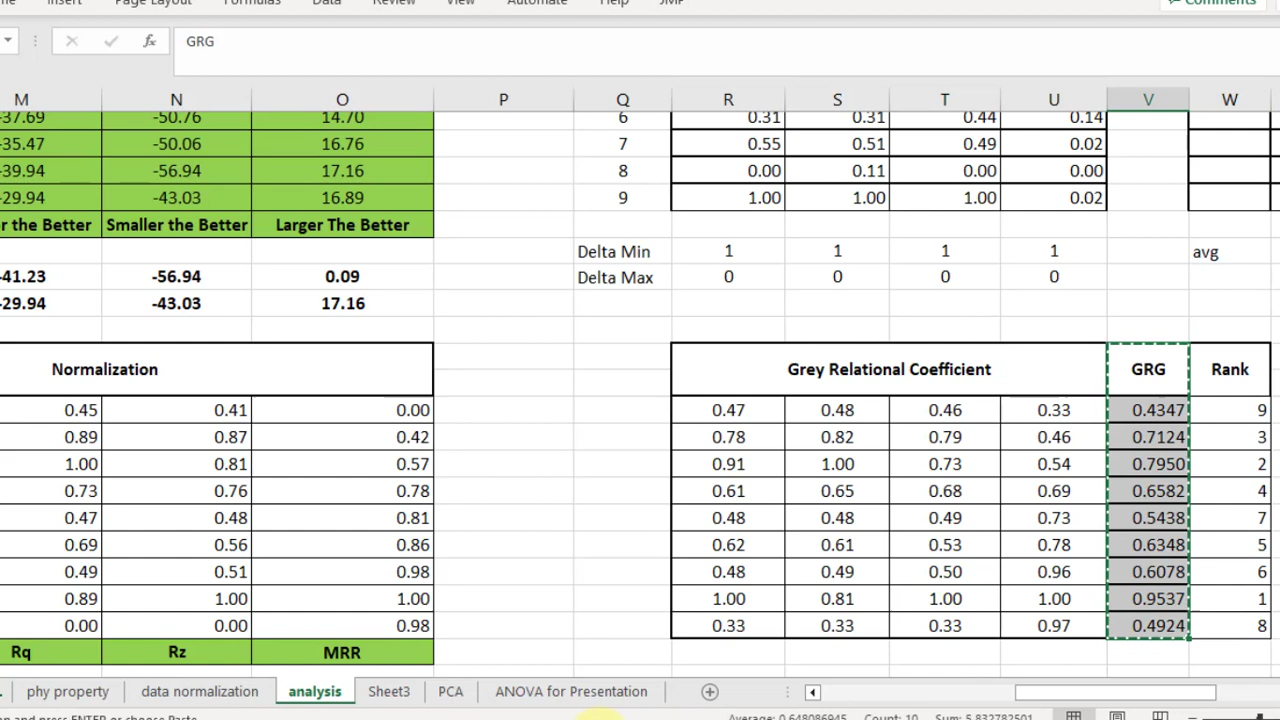 Insert Page Layout Formulas Data Review View Automate Help JMP Comments
fx GRG
M N O P Q R S T U V W
-37.69 -50.76 14.70 6 0.31 0.31 0.44 0.14
-35.47 -50.06 16.76 7 0.55 0.51 0.49 0.02
-39.94 -56.94 17.16 8 0.00 0.11 0.00 0.00
-29.94 -43.03 16.89 9 1.00 1.00 1.00 0.02
r the Better Smaller the Better Larger The Better
Delta Min 1 1 1 1 avg
-41.23 -56.94 0.09 Delta Max 0 0 0 0
-29.94 -43.03 17.16
Normalization Grey Relational Coefficient GRG Rank
0.45 0.41 0.00 0.47 0.48 0.46 0.33 0.4347 9
0.89 0.87 0.42 0.78 0.82 0.79 0.46 0.7124 3
1.00 0.81 0.57 0.91 1.00 0.73 0.54 0.7950 2
0.73 0.76 0.78 0.61 0.65 0.68 0.69 0.6582 4
0.47 0.48 0.81 0.48 0.48 0.49 0.73 0.5438 7
0.69 0.56 0.86 0.62 0.61 0.53 0.78 0.6348 5
0.49 0.51 0.98 0.48 0.49 0.50 0.96 0.6078 6
0.89 1.00 1.00 1.00 0.81 1.00 1.00 0.9537 1
0.00 0.00 0.98 0.33 0.33 0.33 0.97 0.4924 8
Rq Rz MRR
phy property data normalization analysis Sheet3 PCA ANOVA for Presentation
and press ENTER or choose Paste Average: 0.648086945 Count: 10 Sum: 5.832782501